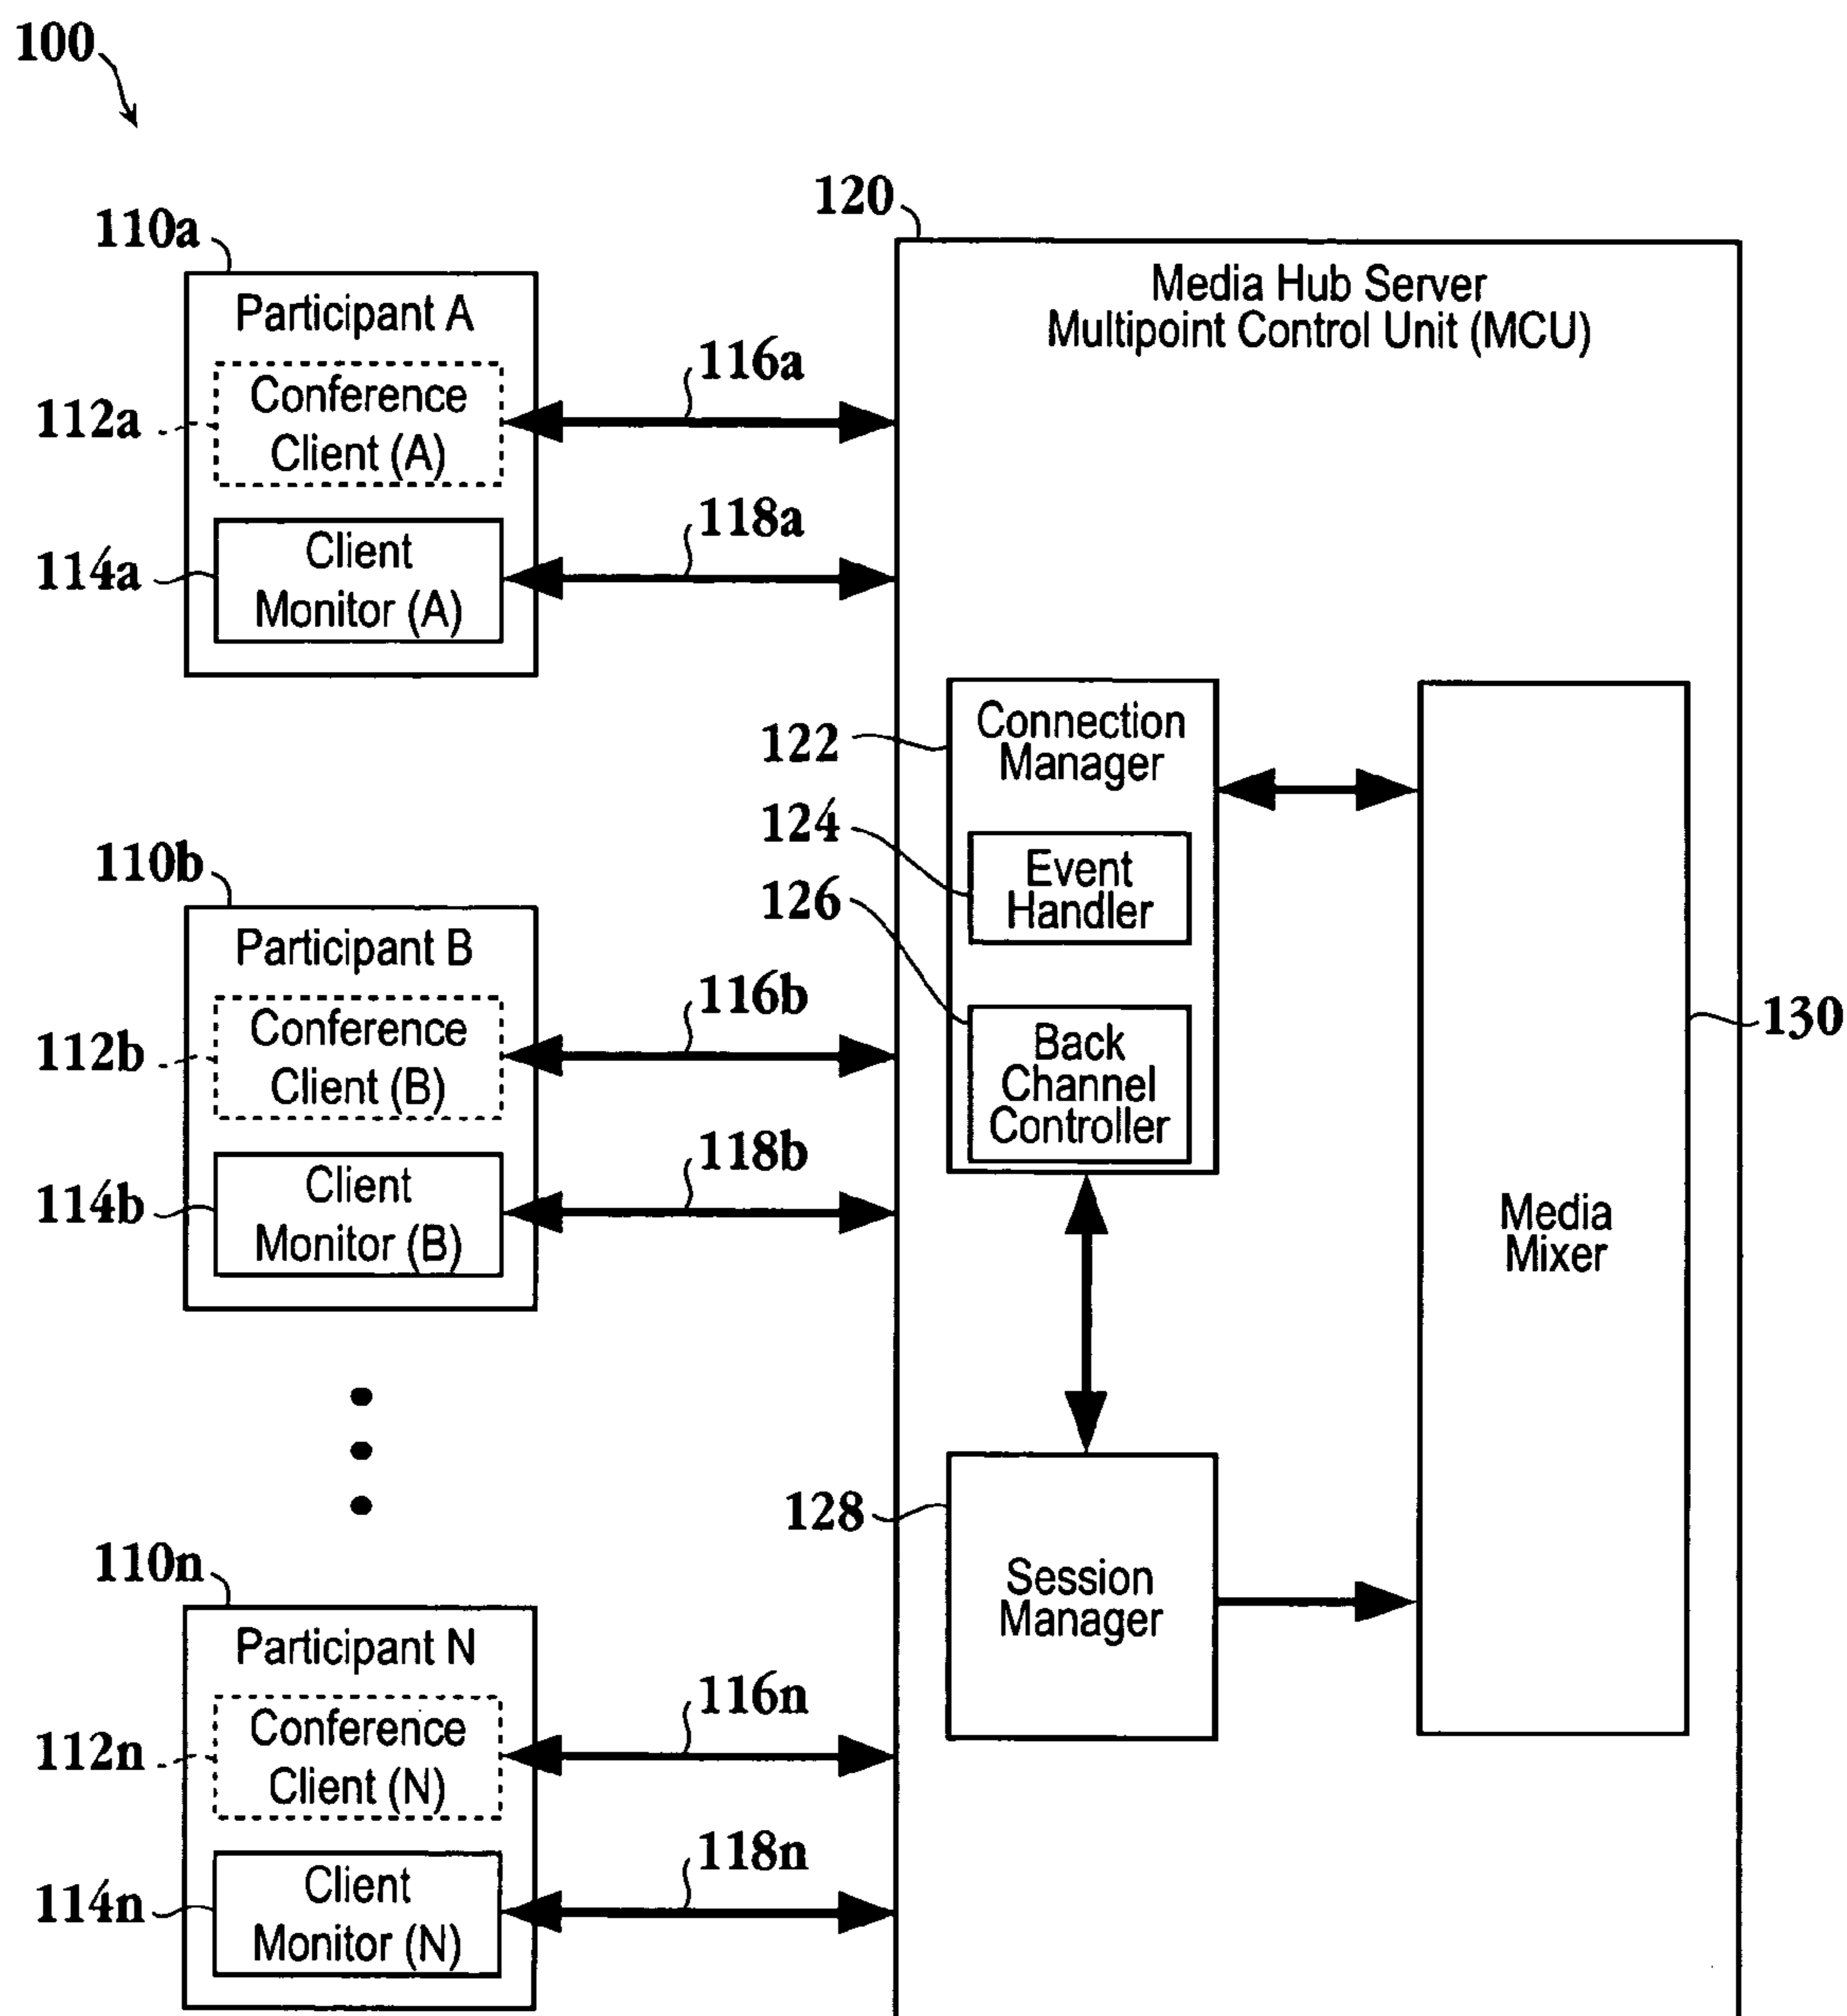 100
120
110a
Participant A
Conference
Client (A)
112a
Client
Monitor (A)
114a
116a
118a
Media Hub Server
Multipoint Control Unit (MCU)
122
Connection
Manager
124
Event
Handler
126
Back
Channel
Controller
110b
Participant B
Conference
Client (B)
112b
Client
Monitor (B)
114b
116b
118b
130
Media
Mixer
128
Session
Manager
110n
Participant N
Conference
Client (N)
112n
Client
Monitor (N)
114n
116n
118n